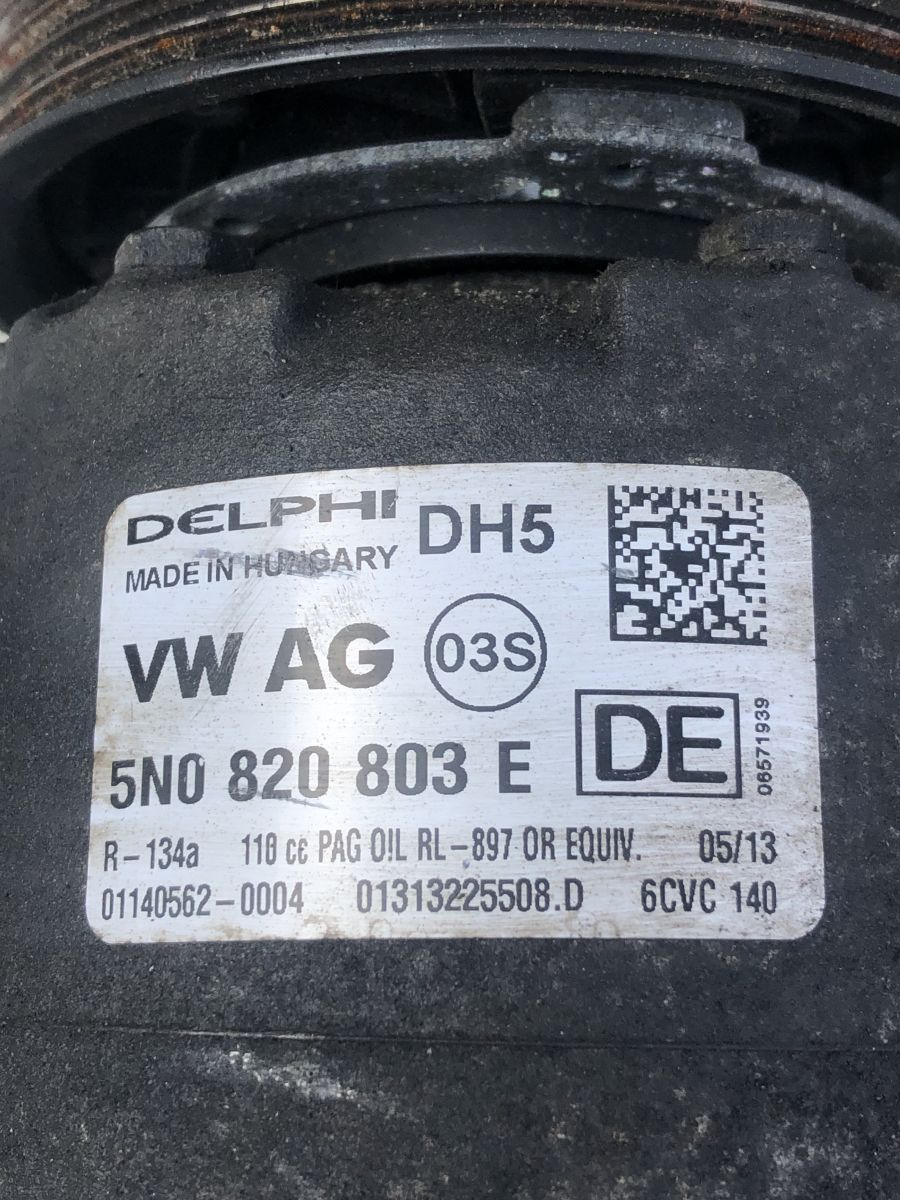 DELPHI DH5
MADE IN HUNGARY
VW AG 03S
5N0 820 803 E DE
06571939
R-134a 110 cc PAG OIL RL-897 OR EQUIV. 05/13
01140562-0004 01313225508.D 6CVC 140